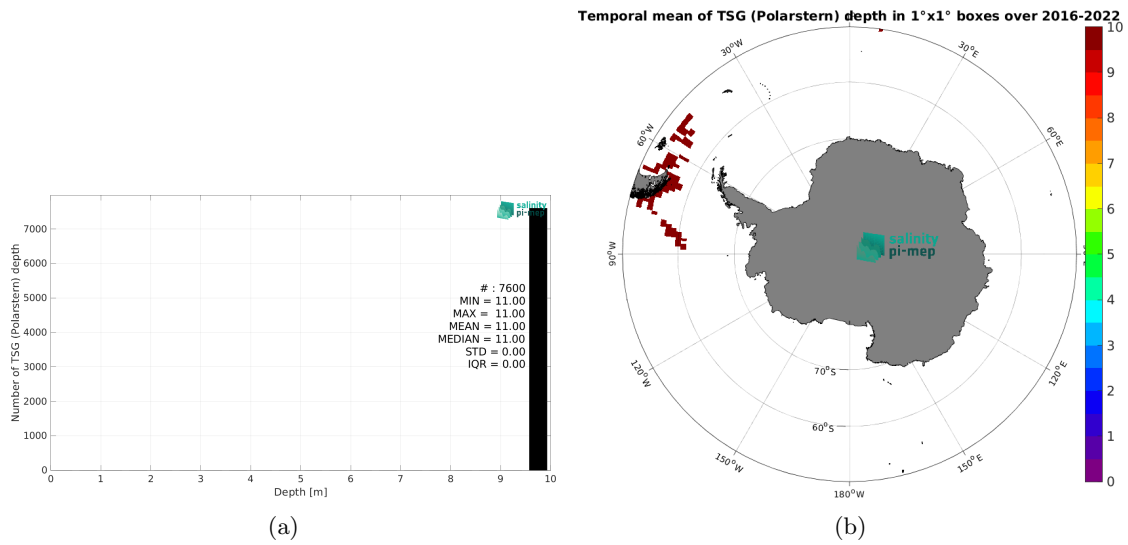 Temporal mean of TSG (Polarstern) depth in 1°x1° boxes over 2016-2022
Number of TSG (Polarstern) depth
7000
6000
5000
4000
3000
2000
1000
0
salinity
pi-mep
# : 7600
MIN = 11.00
MAX = 11.00
MEAN = 11.00
MEDIAN = 11.00
STD = 0.00
IQR = 0.00
0 1 2 3 4 5 6 7 8 9 10
Depth [m]
(a)
30°W
30°E
60°W
60°E
90°W
salinity
pi-mep
120°W
120°E
70°S
60°S
150°W
150°E
180°W
10
9
8
7
6
5
4
3
2
1
0
(b)